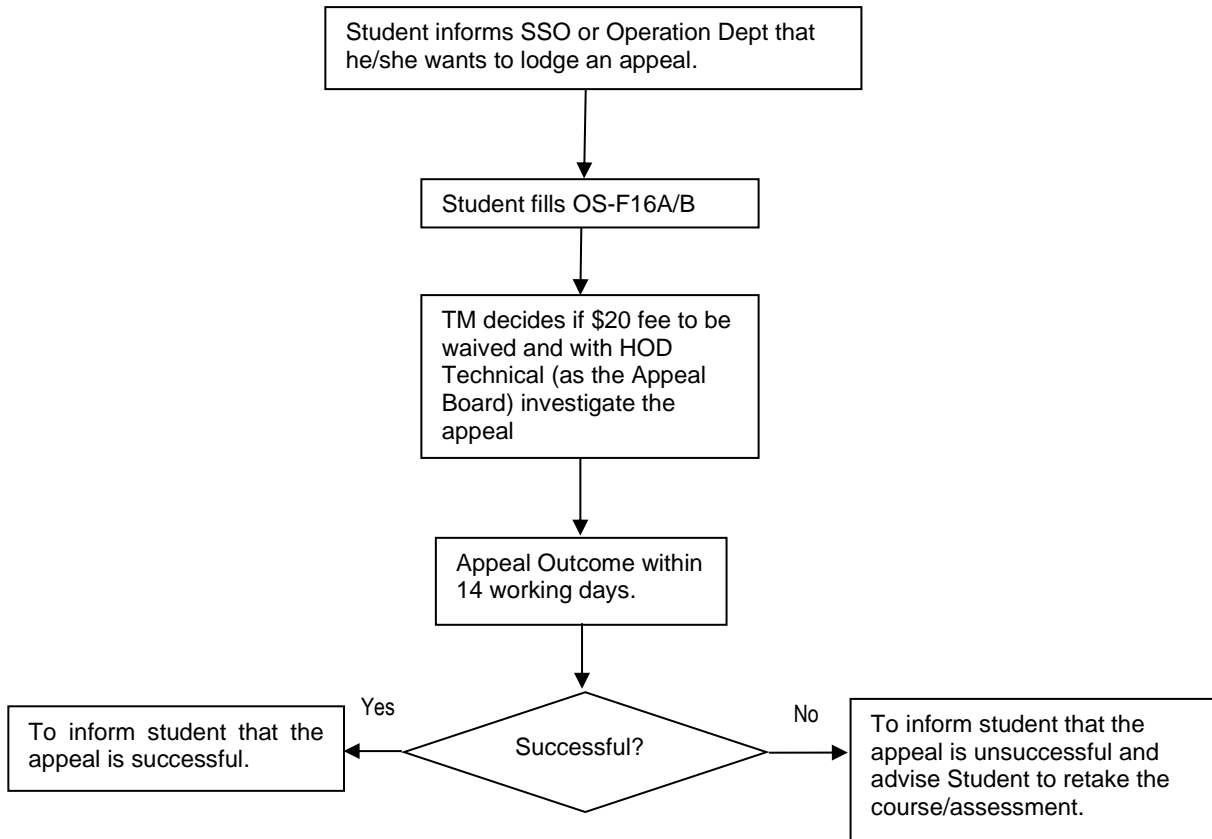 Student informs SSO or Operation Dept that
he/she wants to lodge an appeal.
Student fills OS-F16A/B
TM decides if $20 fee to be
waived and with HOD
Technical (as the Appeal
Board) investigate the
appeal
Appeal Outcome within
14 working days.
Successful?
Yes
To inform student that the
appeal is successful.
No
To inform student that the
appeal is unsuccessful and
advise Student to retake the
course/assessment.